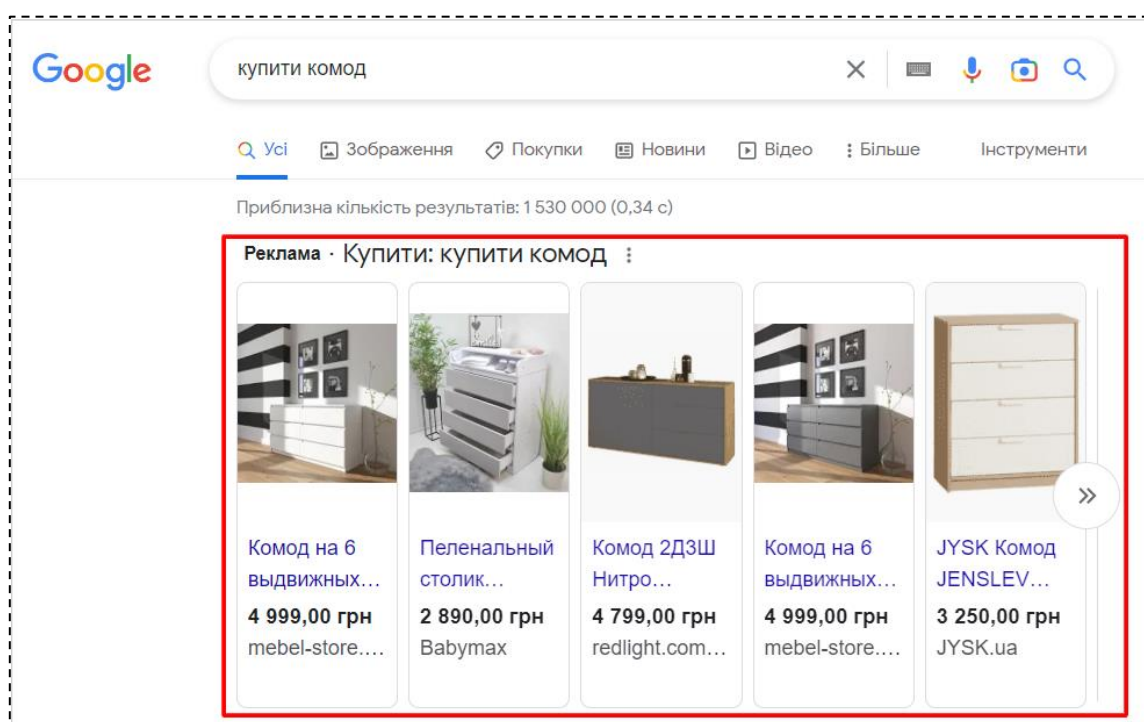 Google
купити комод
Усі Зображення Покупки Новини Відео Більше Інструменти
Приблизна кількість результатів: 1 530 000 (0,34 с)
Реклама · Купити: купити комод
Комод на 6
выдвижных...
4 999,00 грн
mebel-store....
Пеленальный
столик...
2 890,00 грн
Babymax
Комод 2Д3Ш
Нитро...
4 799,00 грн
redlight.com...
Комод на 6
выдвижных...
4 999,00 грн
mebel-store....
JYSK Комод
JENSLEV...
3 250,00 грн
JYSK.ua